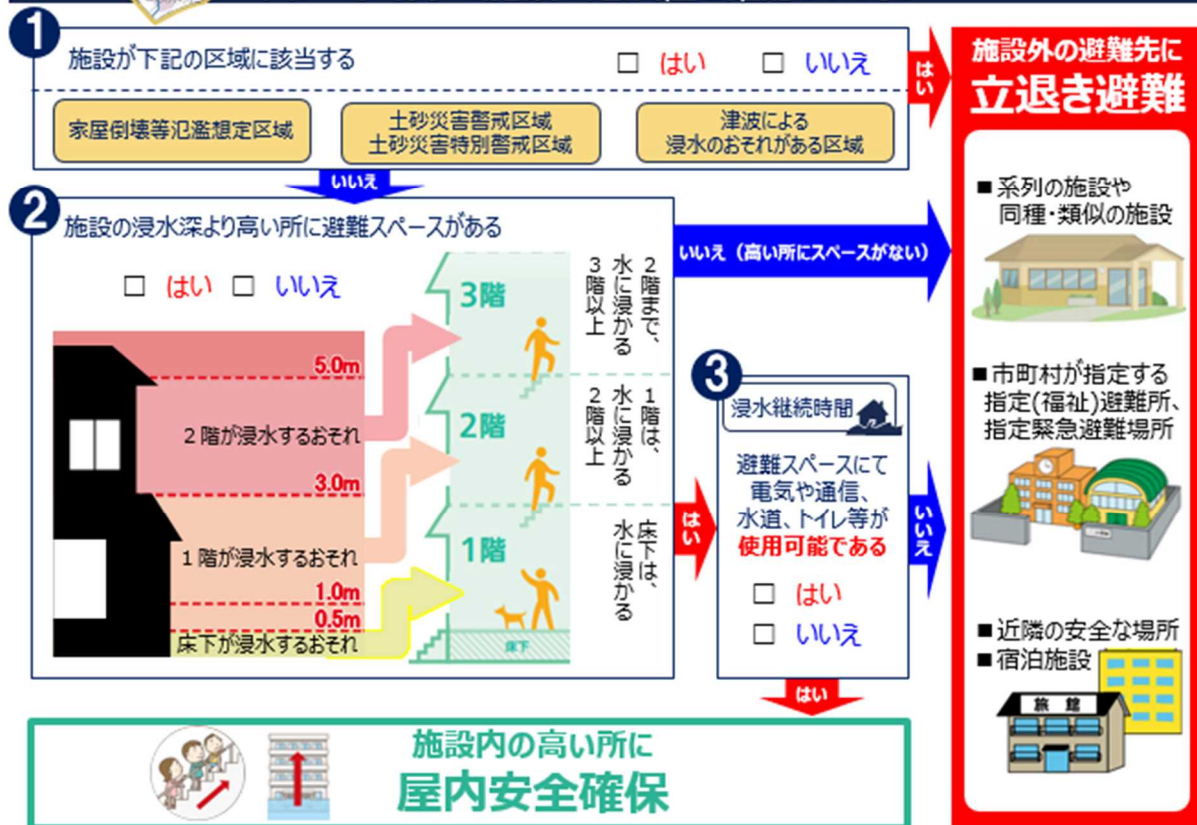 1
施設が下記の区域に該当する
□ はい □ いいえ
家屋倒壊等氾濫想定区域
土砂災害警戒区域
土砂災害特別警戒区域
津波による
浸水のおそれがある区域
はい
いいえ
2
施設の浸水深より高い所に避難スペースがある
□ はい □ いいえ
5.0m
2階が浸水するおそれ
3.0m
1階が浸水するおそれ
1.0m
0.5m
床下が浸水するおそれ
3階
2階
1階
床下
2階まで、
水に浸かる
3階以上
1階は、
水に浸かる
2階以上
床下は、
水に浸かる
いいえ(高い所にスペースがない)
はい
3
浸水継続時間
避難スペースにて
電気や通信、
水道、トイレ等が
使用可能である
□ はい
□ いいえ
いいえ
はい
施設内の高い所に
屋内安全確保
施設外の避難先に
立退き避難
■系列の施設や
同種・類似の施設
■市町村が指定する
指定(福祉)避難所、
指定緊急避難場所
■近隣の安全な場所
■宿泊施設
旅館